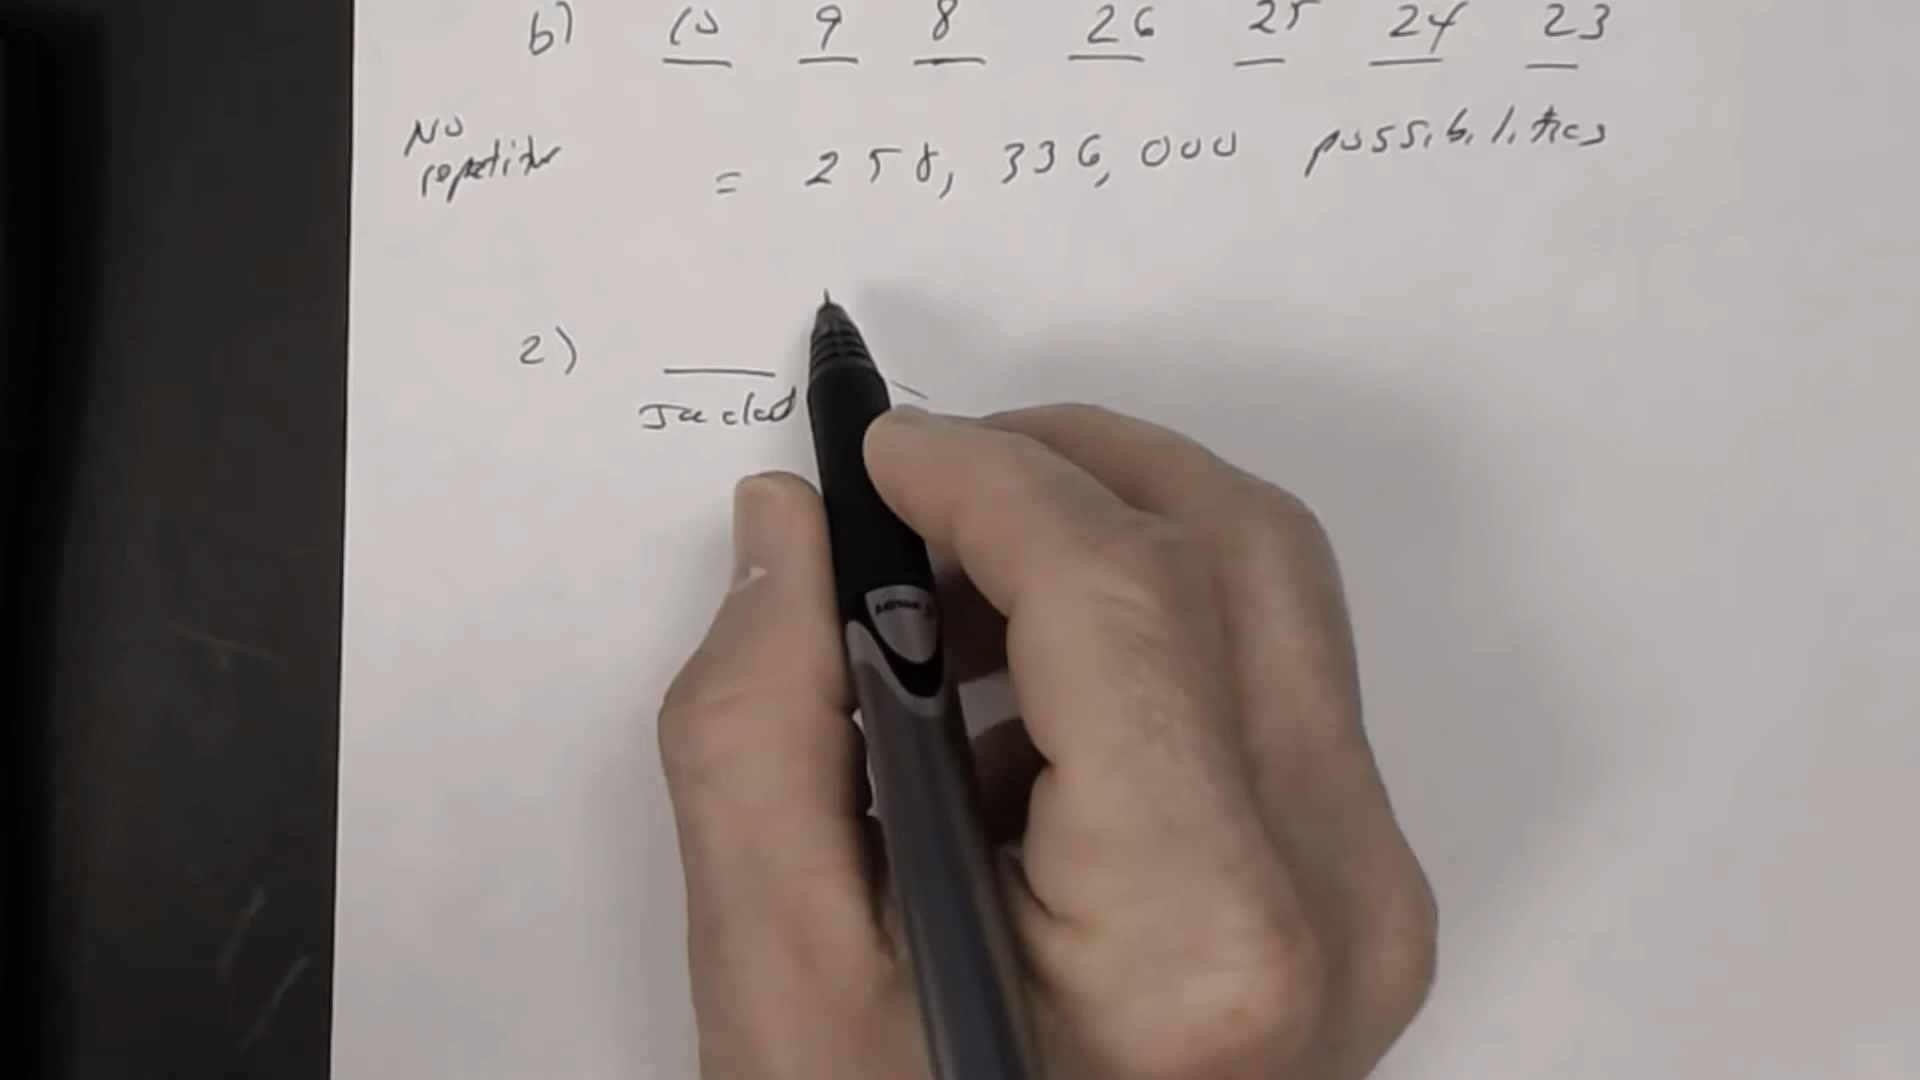 b) 10 9 8 26 25 24 23
No
repetition
= 258,336,000 possibilities
2)
Jacket